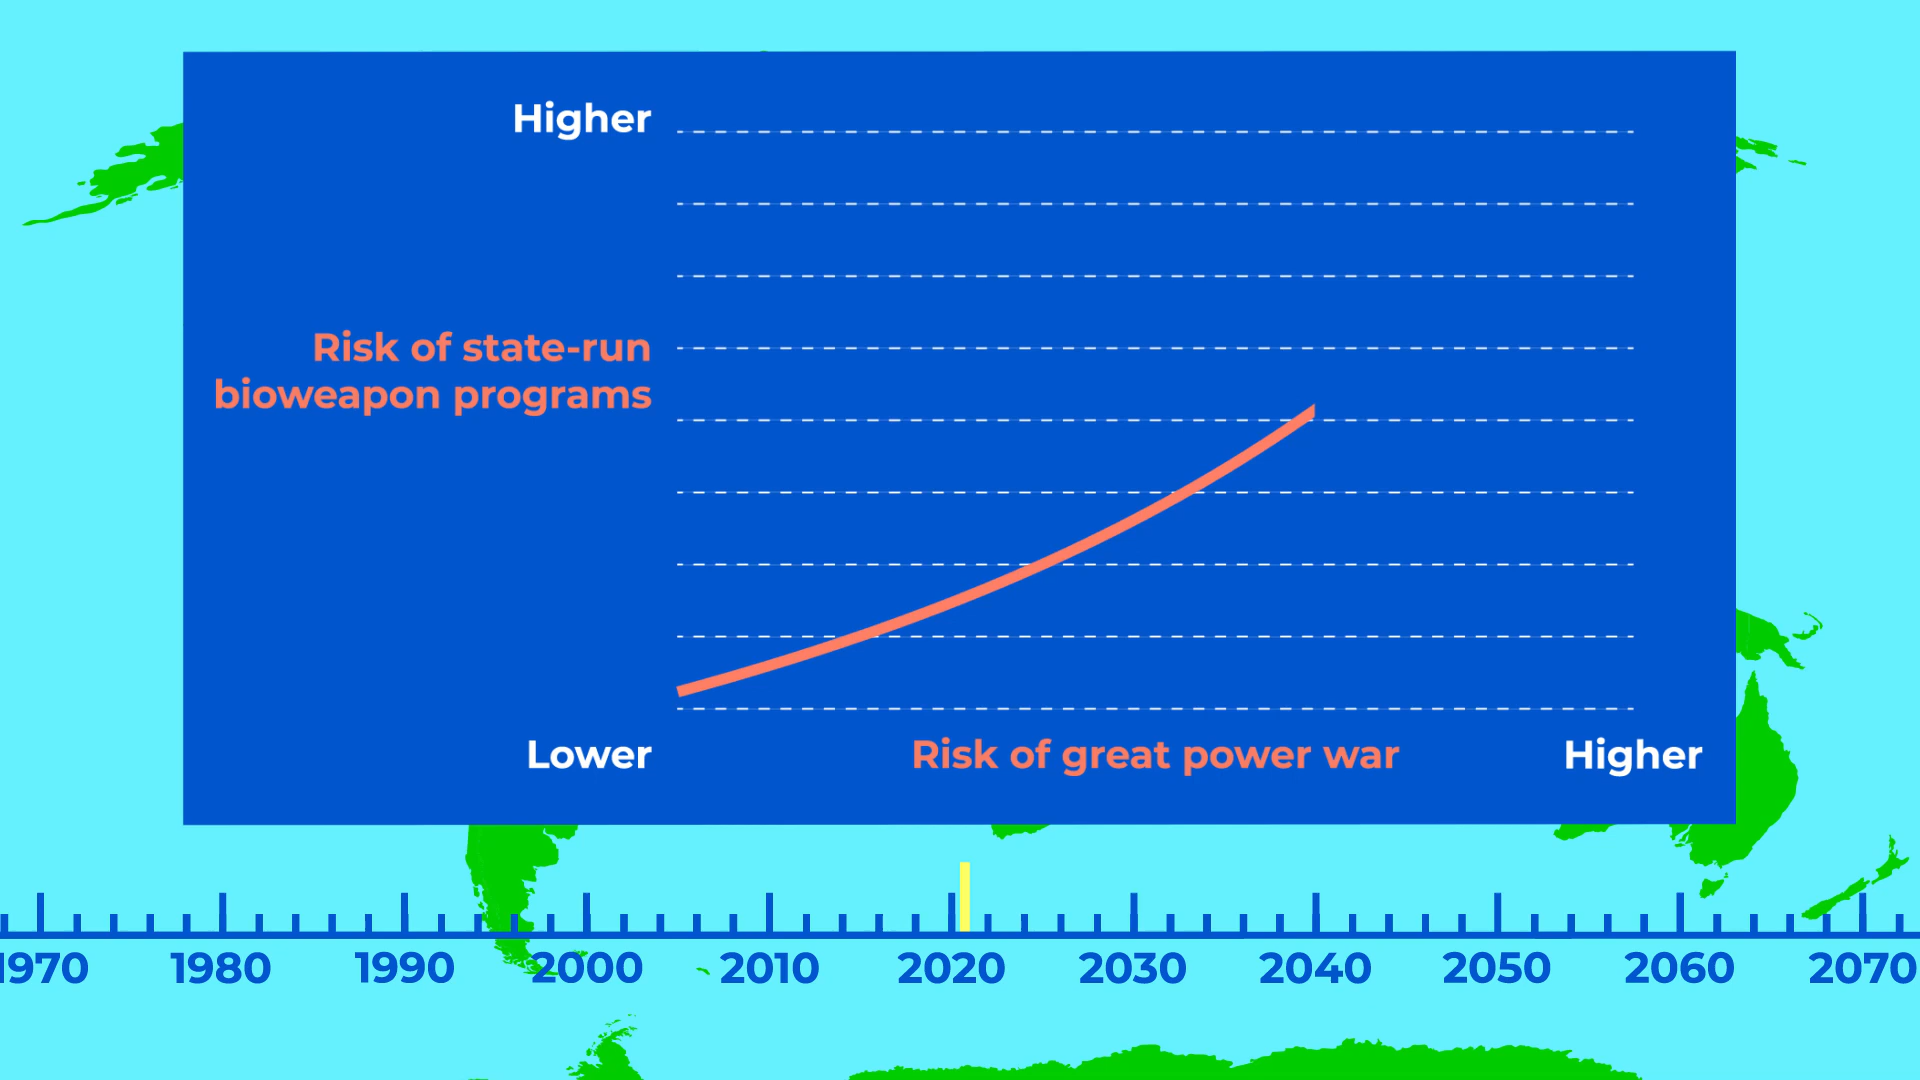 Higher
Risk of state-run
bioweapon programs
Lower
Risk of great power war
Higher
1970
1980
1990
2000
2010
2020
2030
2040
2050
2060
2070